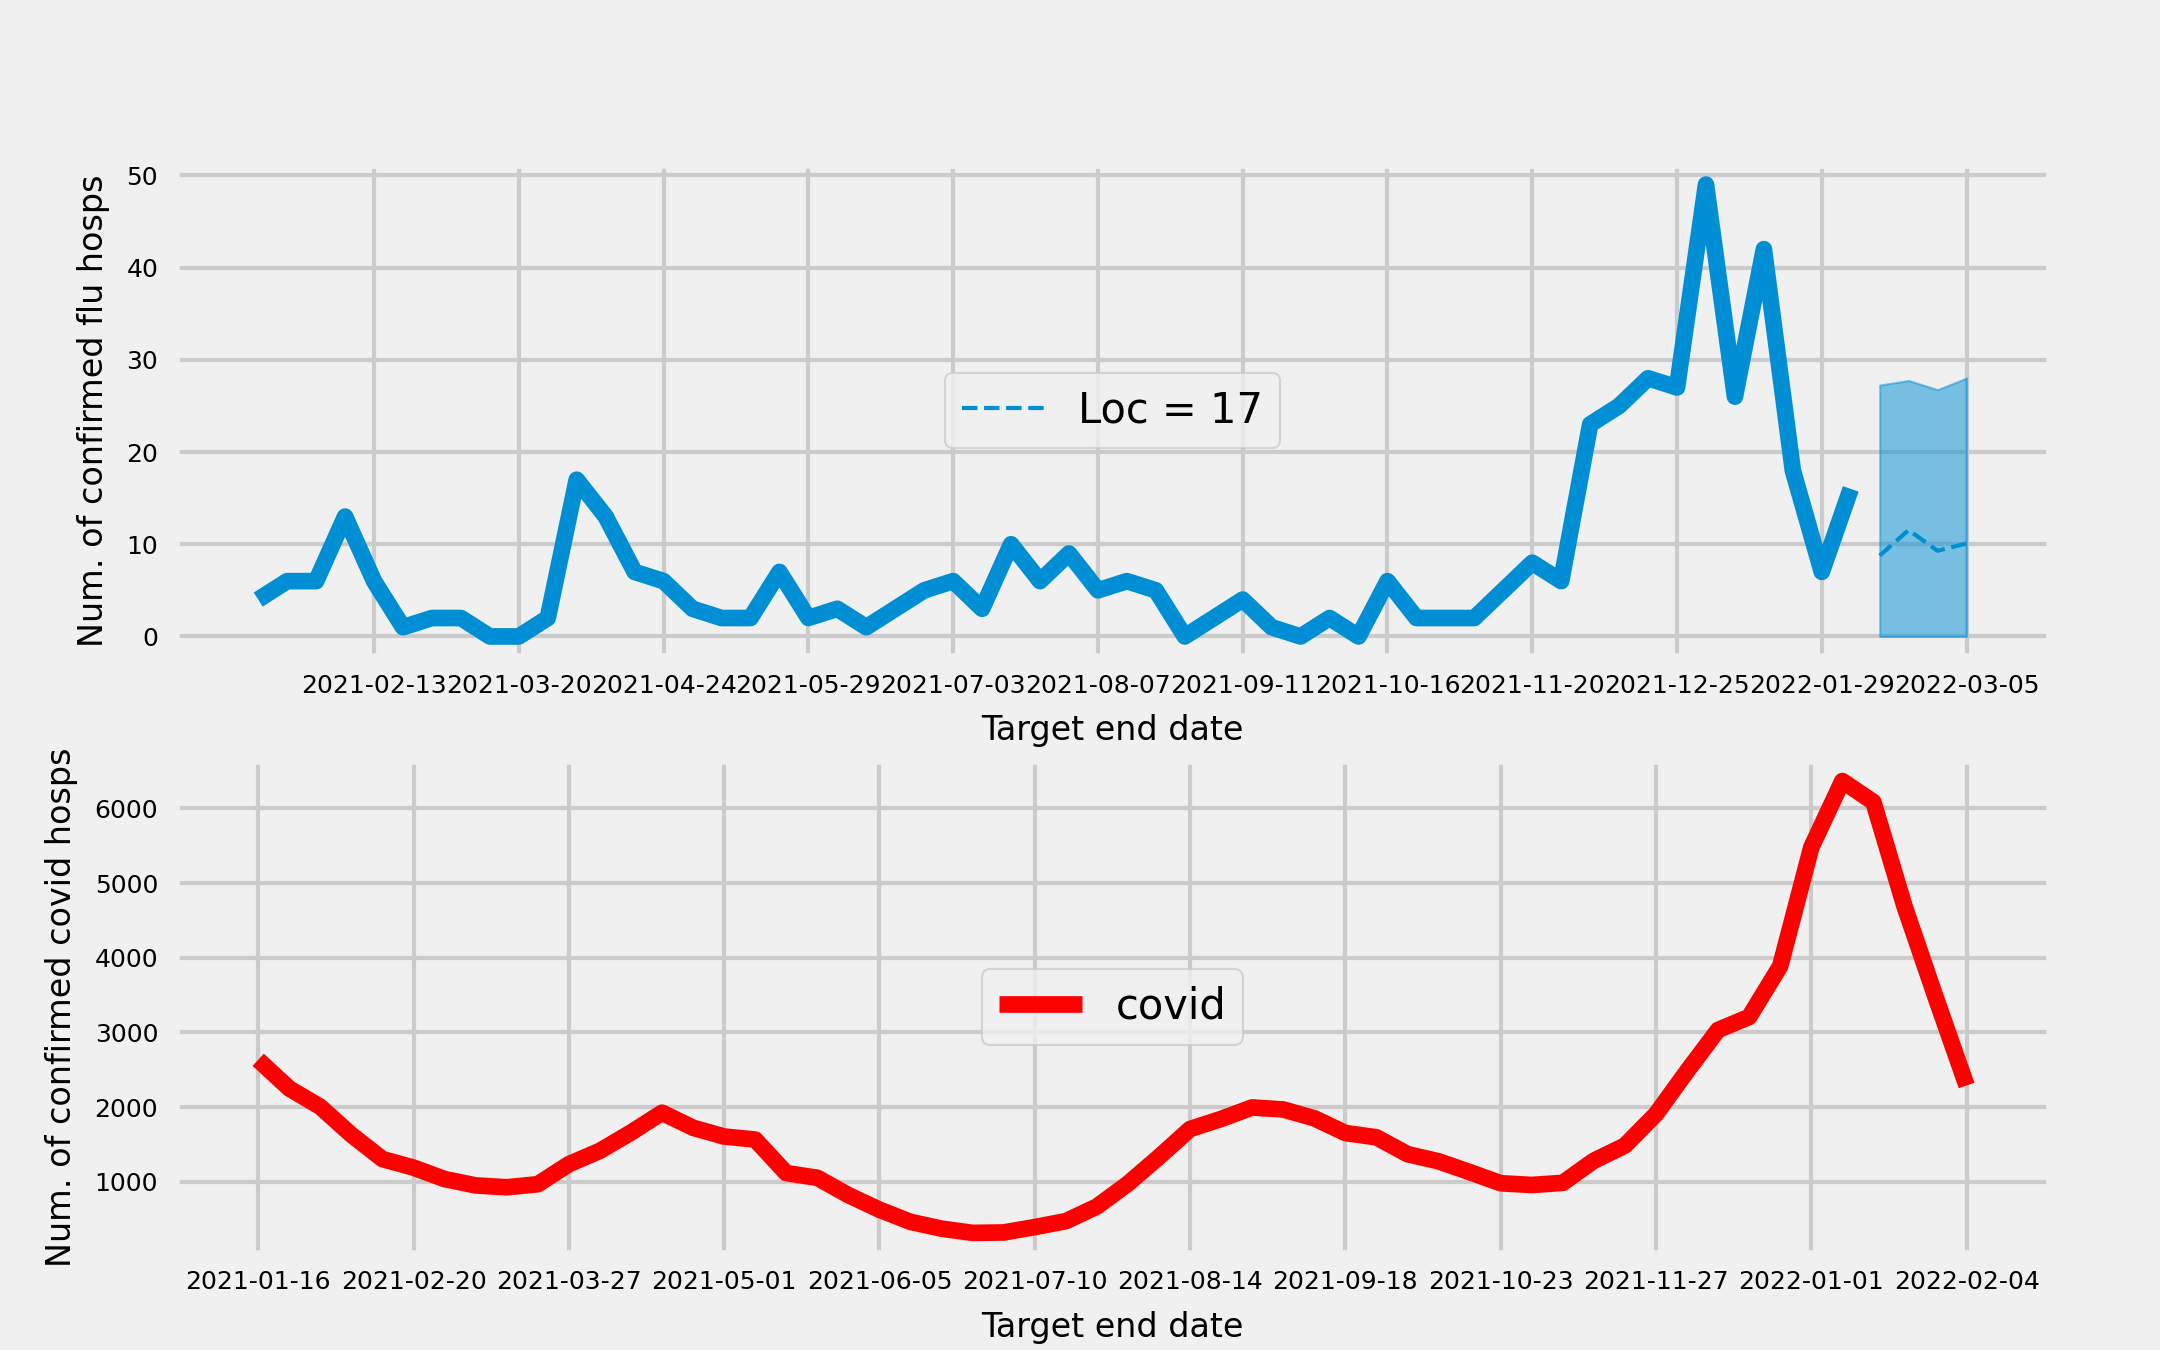 Num. of confirmed flu hosps
50
40
30
20
10
0
Loc = 17
2021-02-13 2021-03-20 2021-04-24 2021-05-29 2021-07-03 2021-08-07 2021-09-11 2021-10-16 2021-11-20 2021-12-25 2022-01-29 2022-03-05
Target end date
Num. of confirmed covid hosps
6000
5000
4000
3000
2000
1000
covid
2021-01-16 2021-02-20 2021-03-27 2021-05-01 2021-06-05 2021-07-10 2021-08-14 2021-09-18 2021-10-23 2021-11-27 2022-01-01 2022-02-04
Target end date